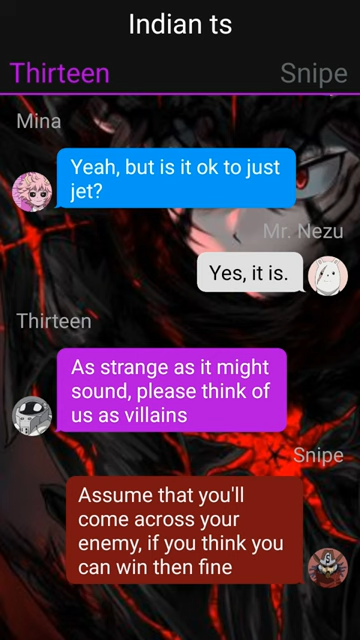 Indian ts
Thirteen
Snipe
Mina
Yeah, but is it ok to just
jet?
Mr. Nezu
Yes, it is.
Thirteen
As strange as it might
sound, please think of
us as villains
Snipe
Assume that you'll
come across your
enemy, if you think you
can win then fine